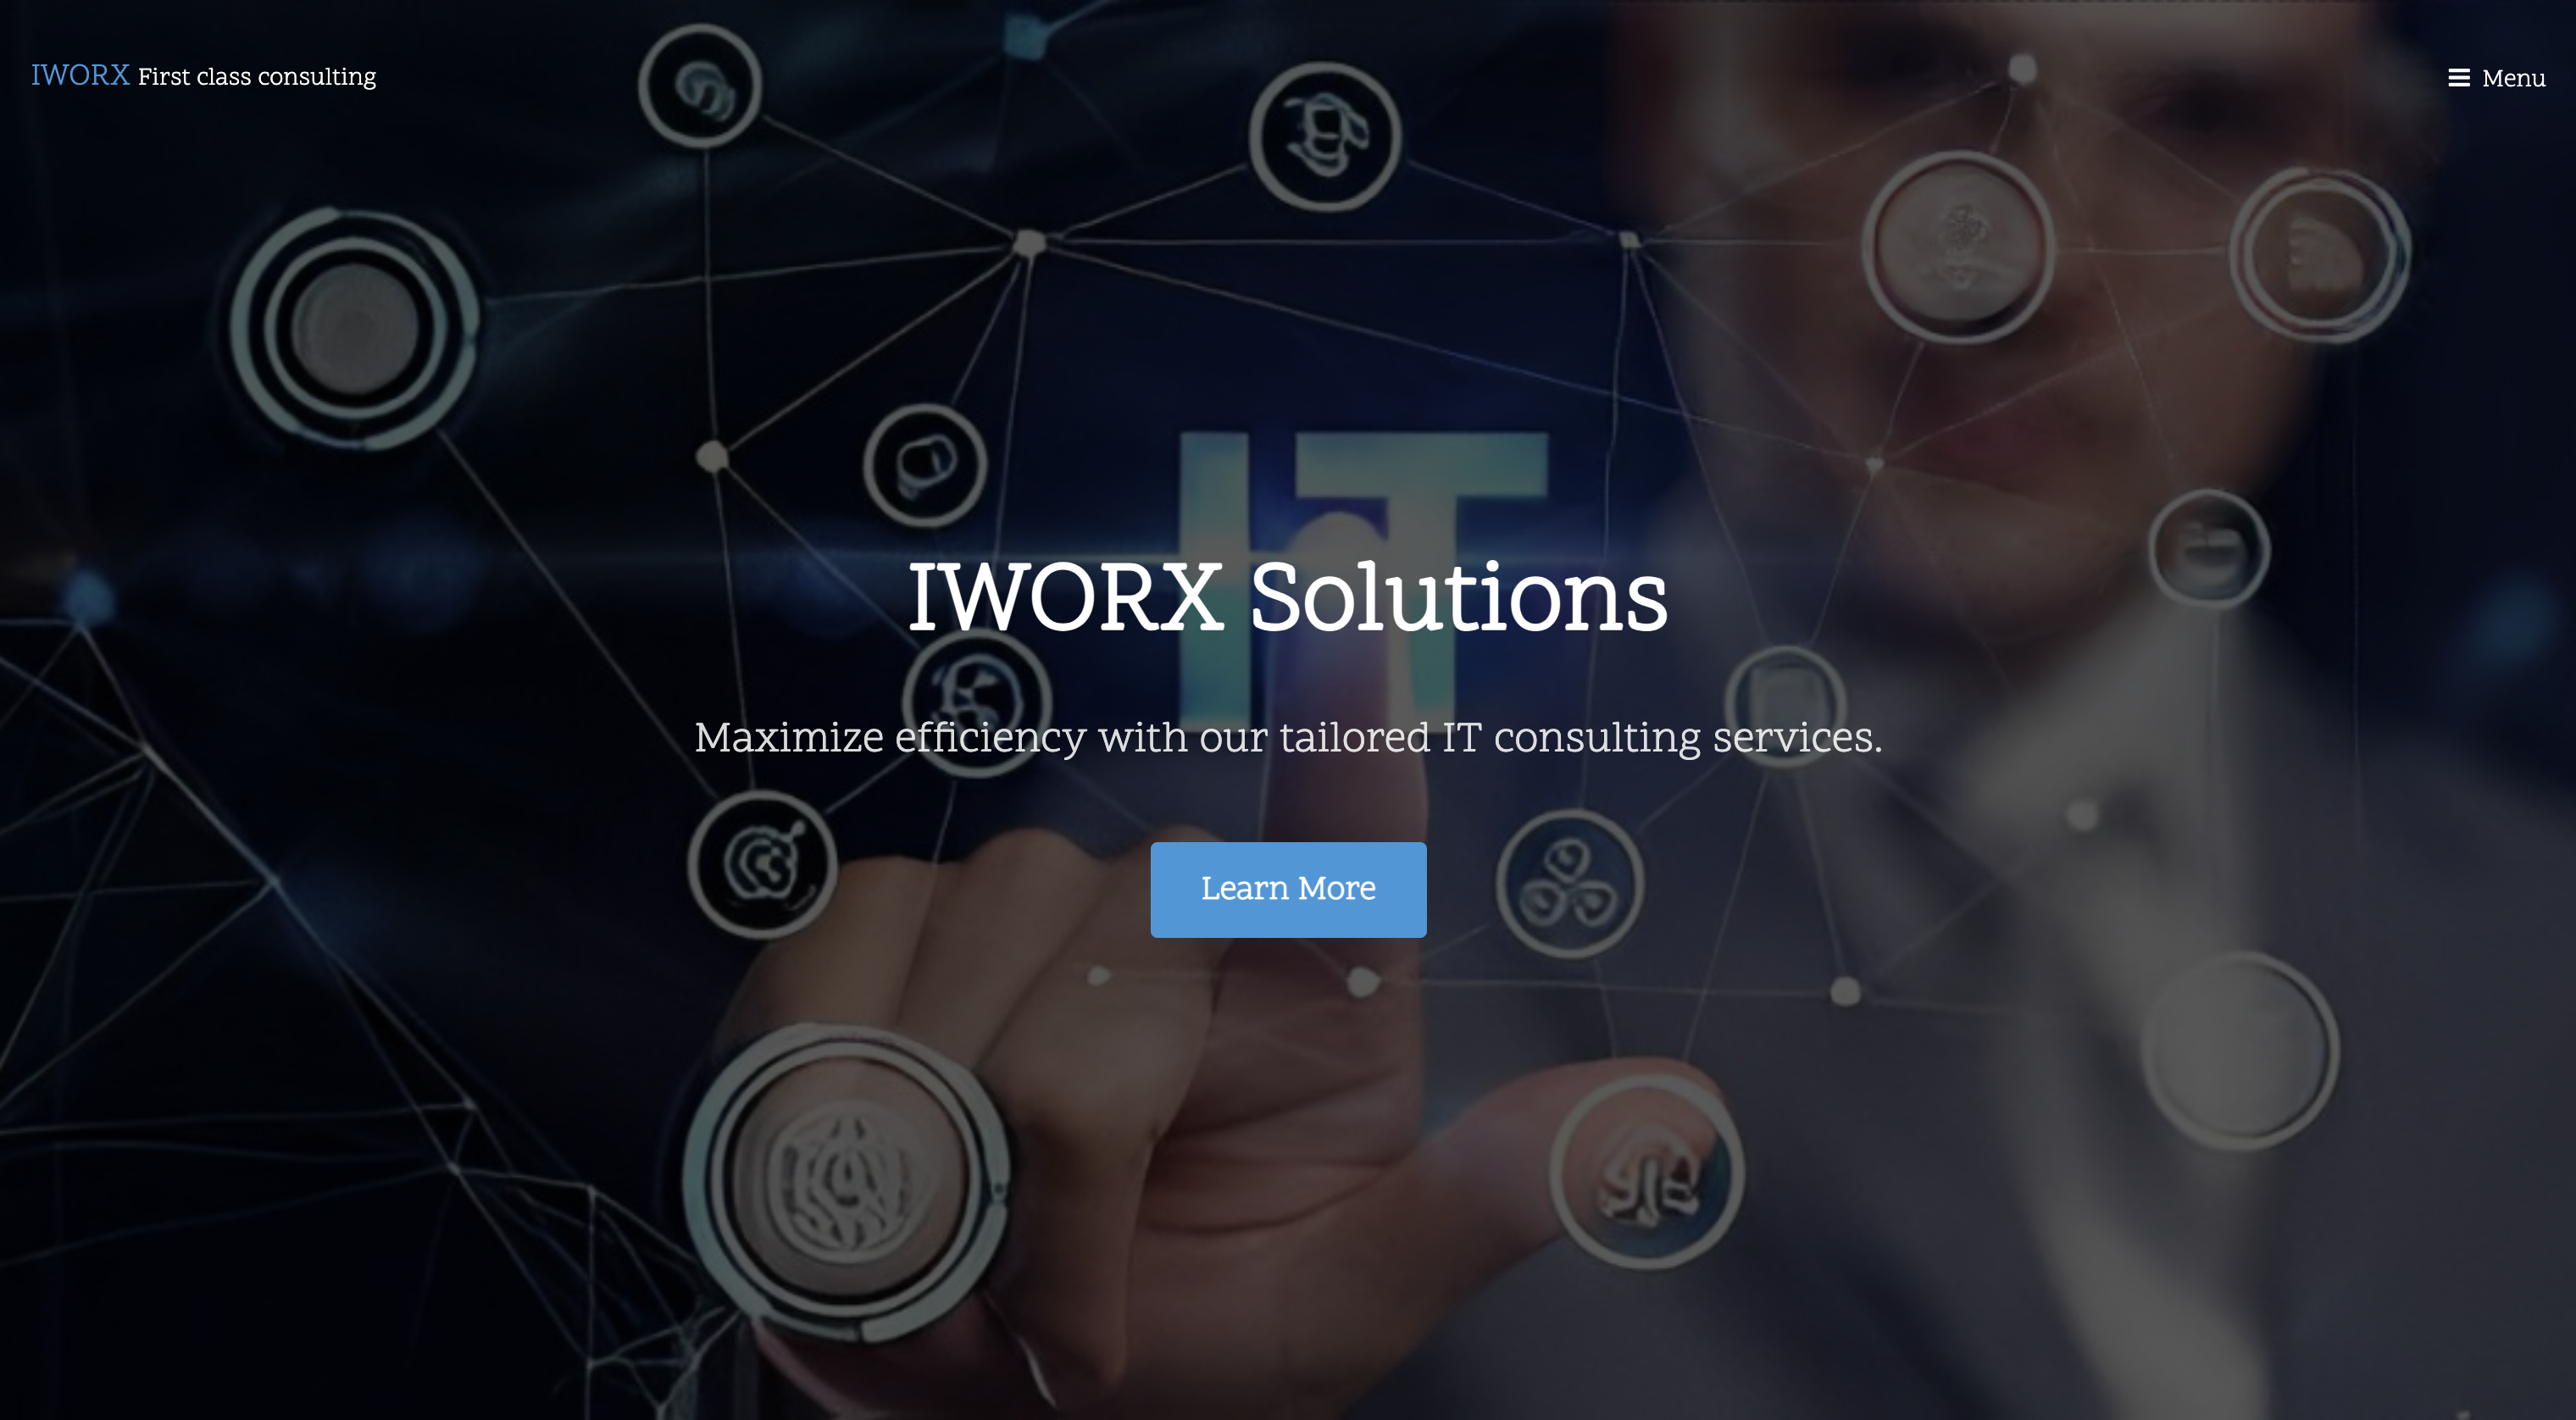 IWORX First class consulting
Menu
IT
IWORX Solutions
Maximize efficiency with our tailored IT consulting services.
Learn More